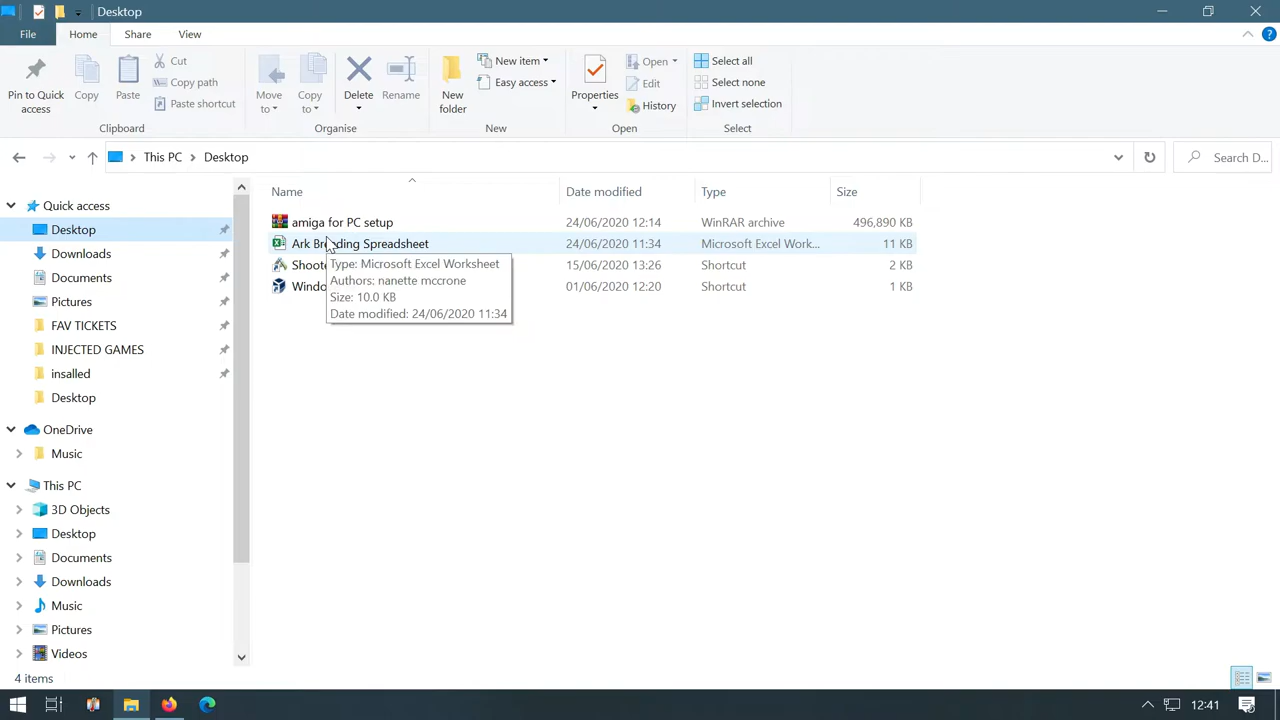 Desktop
File Home Share View
Pin to Quick access
Copy
Paste
Cut
Copy path
Paste shortcut
Clipboard
Move to
Copy to
Delete
Rename
Organise
New folder
New item
Easy access
New
Properties
Open
Edit
History
Open
Select all
Select none
Invert selection
Select
This PC Desktop
Search D...
Name Date modified Type Size
amiga for PC setup 24/06/2020 12:14 WinRAR archive 496,890 KB
Ark Breeding Spreadsheet 24/06/2020 11:34 Microsoft Excel Work... 11 KB
Shoote 15/06/2020 13:26 Shortcut 2 KB
Windo 01/06/2020 12:20 Shortcut 1 KB
Type: Microsoft Excel Worksheet
Authors: nanette mccrone
Size: 10.0 KB
Date modified: 24/06/2020 11:34
Quick access
Desktop
Downloads
Documents
Pictures
FAV TICKETS
INJECTED GAMES
insalled
Desktop
OneDrive
Music
This PC
3D Objects
Desktop
Documents
Downloads
Music
Pictures
Videos
4 items
12:41